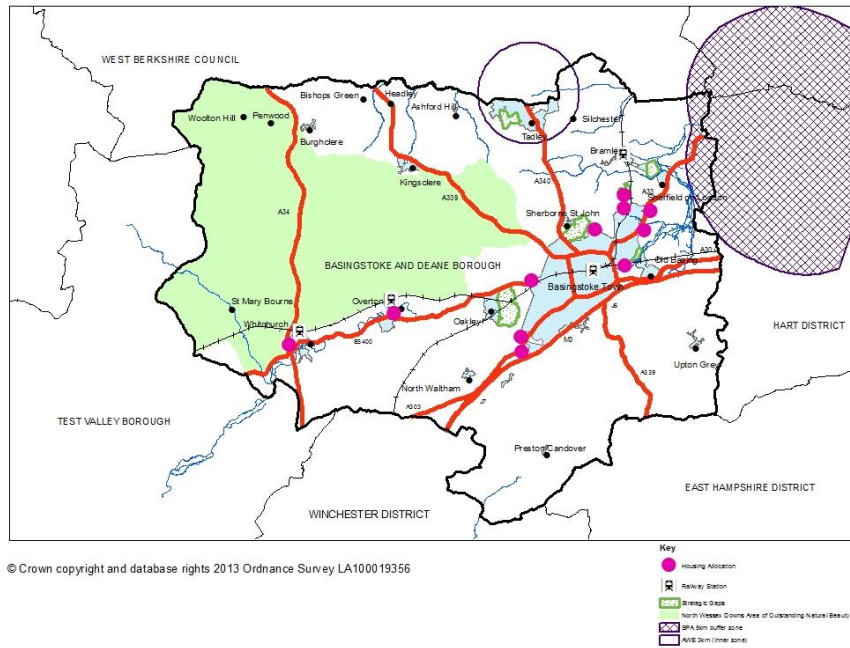 WEST BERKSHIRE COUNCIL
Bishops Green
Headley
Ashford Hill
Woolton Hill
Penwood
Burghclere
Tadley
Silchester
Bramley
Kingsclere
A340
A33
A339
A34
Sherborne St John
BASINGSTOKE AND DEANE BOROUGH
Old Basing
Basingstoke Town
St Mary Bourne
Overton
Whitchurch
Oakley
B3400
M3
HART DISTRICT
Upton Grey
A339
North Waltham
A303
TEST VALLEY BOROUGH
Preston Candover
EAST HAMPSHIRE DISTRICT
WINCHESTER DISTRICT
© Crown copyright and database rights 2013 Ordnance Survey LA100019356
Key
Housing Allocation
Railway Station
Strategic Gaps
North Wessex Downs Area of Outstanding Natural Beauty
SPA 5km buffer zone
AWE 3km (inner zone)